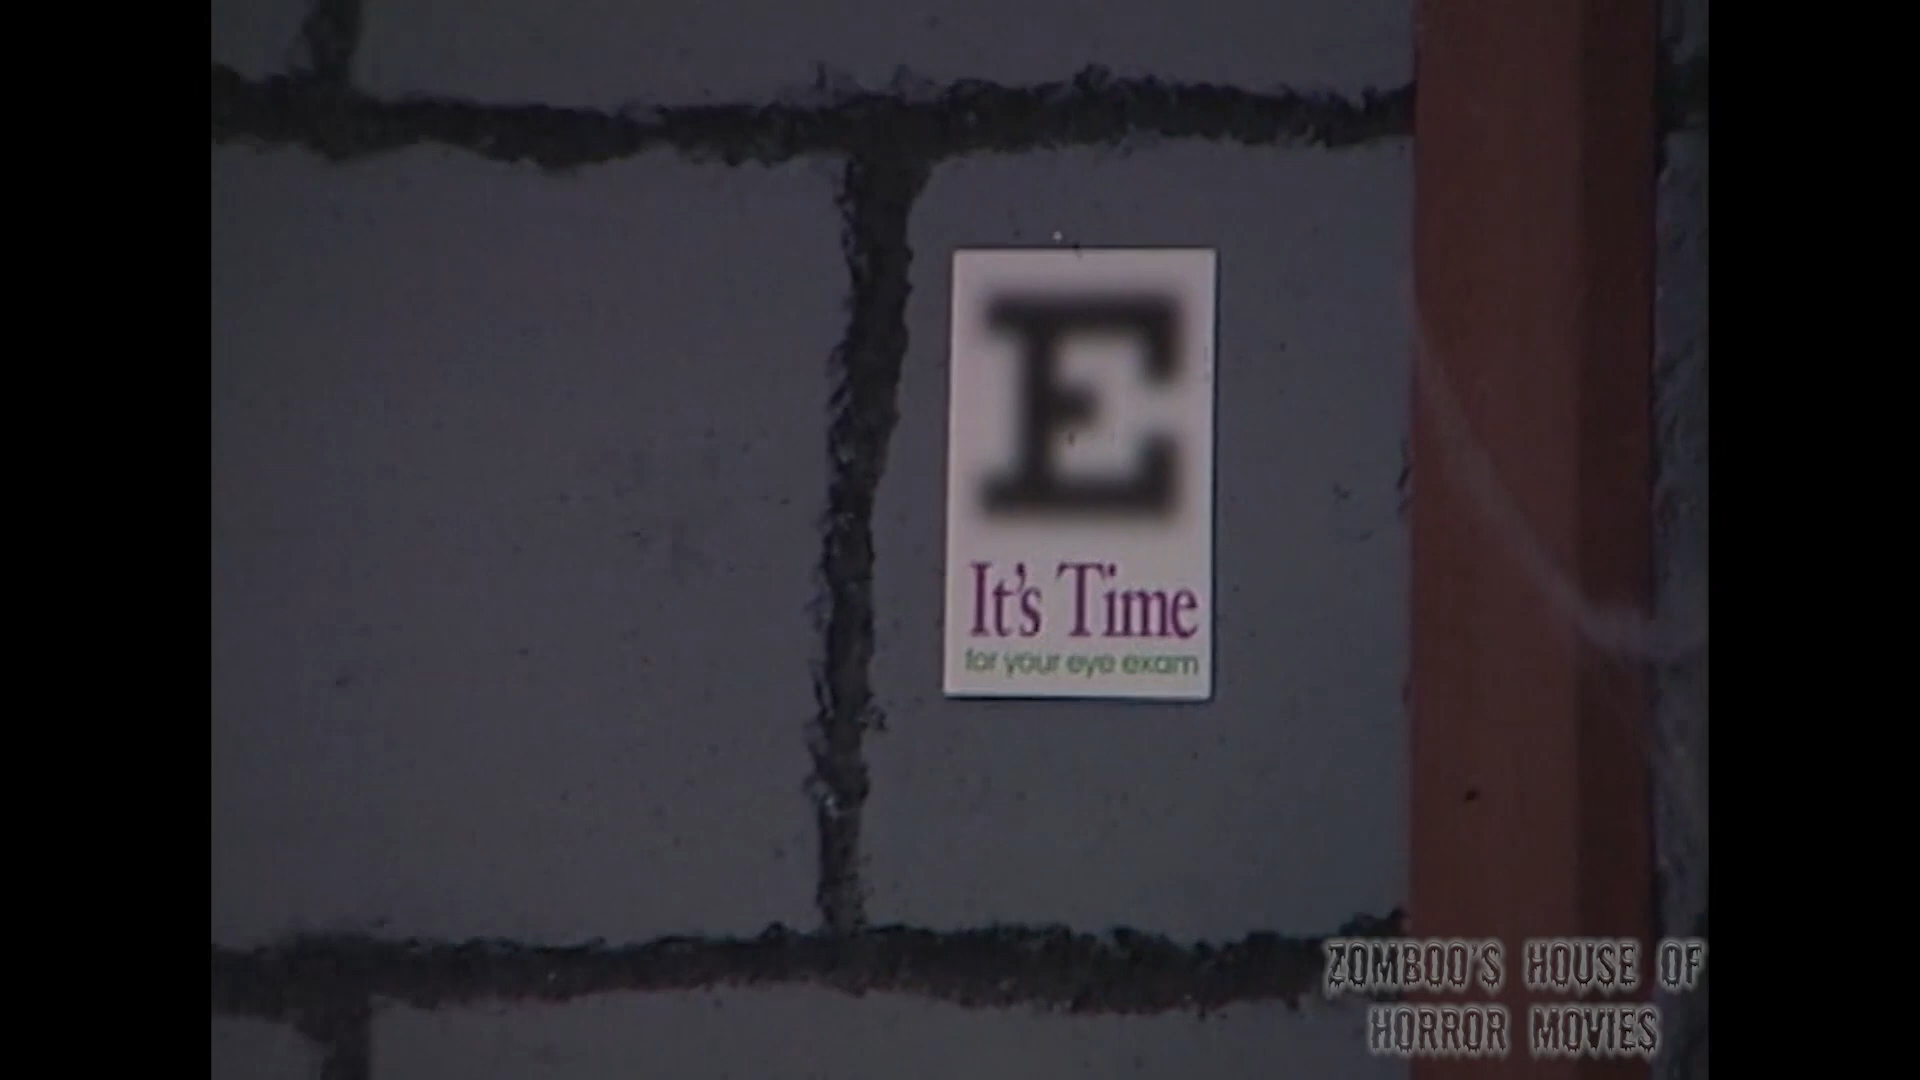 E
It's Time
for your eye exam
ZOMBOO'S HOUSE OF
HORROR MOVIES